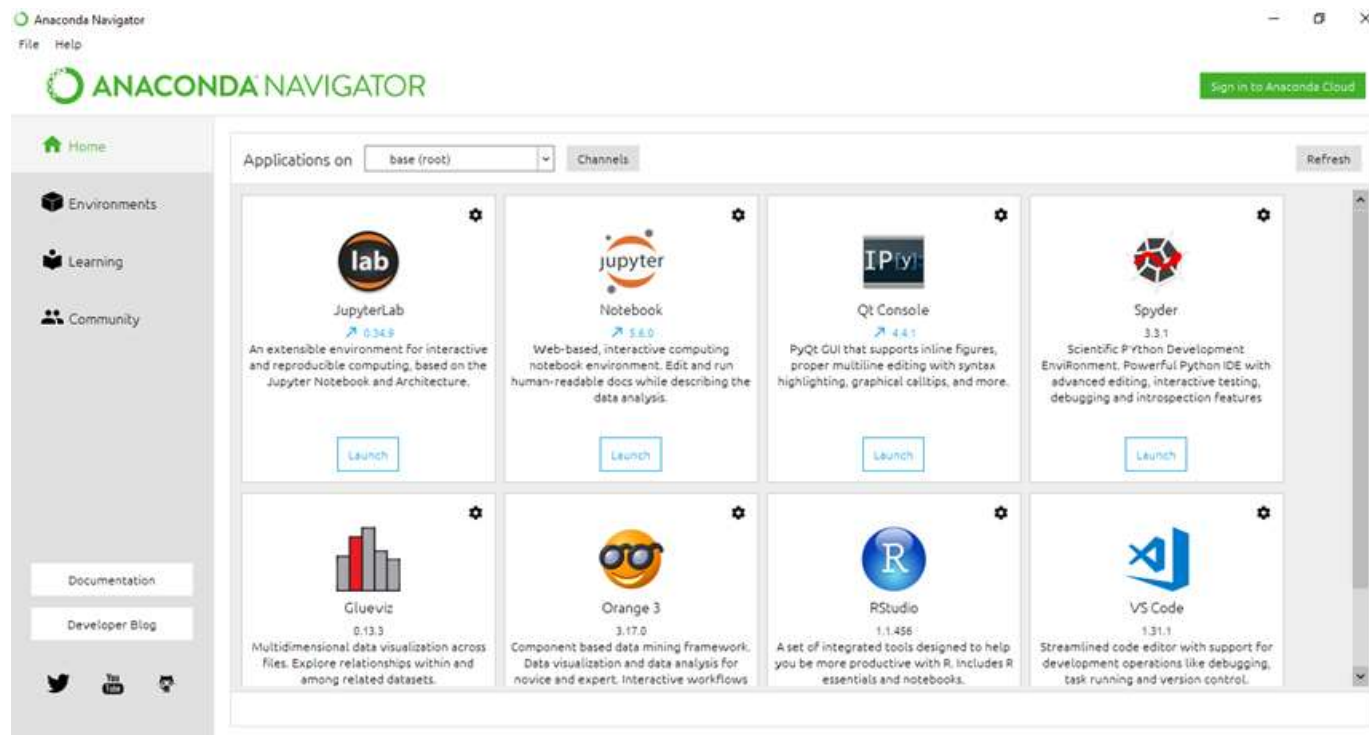 Anaconda Navigator
File Help
ANACONDA NAVIGATOR
Sign in to Anaconda Cloud
Home
Environments
Learning
Community
Documentation
Developer Blog
You
Tube
Applications on base (root) Channels Refresh
lab
JupyterLab
0.34.9
An extensible environment for interactive
and reproducible computing, based on the
Jupyter Notebook and Architecture.
Launch
jupyter
Notebook
5.6.0
Web-based, interactive computing
notebook environment. Edit and run
human-readable docs while describing the
data analysis.
Launch
IP[y]:
Qt Console
4.4.1
PyQt GUI that supports inline figures,
proper multiline editing with syntax
highlighting, graphical calltips, and more.
Launch
Spyder
3.3.1
Scientific PYthon Development
EnviRonment. Powerful Python IDE with
advanced editing, interactive testing,
debugging and introspection features
Launch
Glueviz
0.13.3
Multidimensional data visualization across
files. Explore relationships within and
among related datasets.
Orange 3
3.17.0
Component based data mining framework.
Data visualization and data analysis for
novice and expert. Interactive workflows
R
RStudio
1.1.456
A set of integrated tools designed to help
you be more productive with R. Includes R
essentials and notebooks.
VS Code
1.31.1
Streamlined code editor with support for
development operations like debugging,
task running and version control.